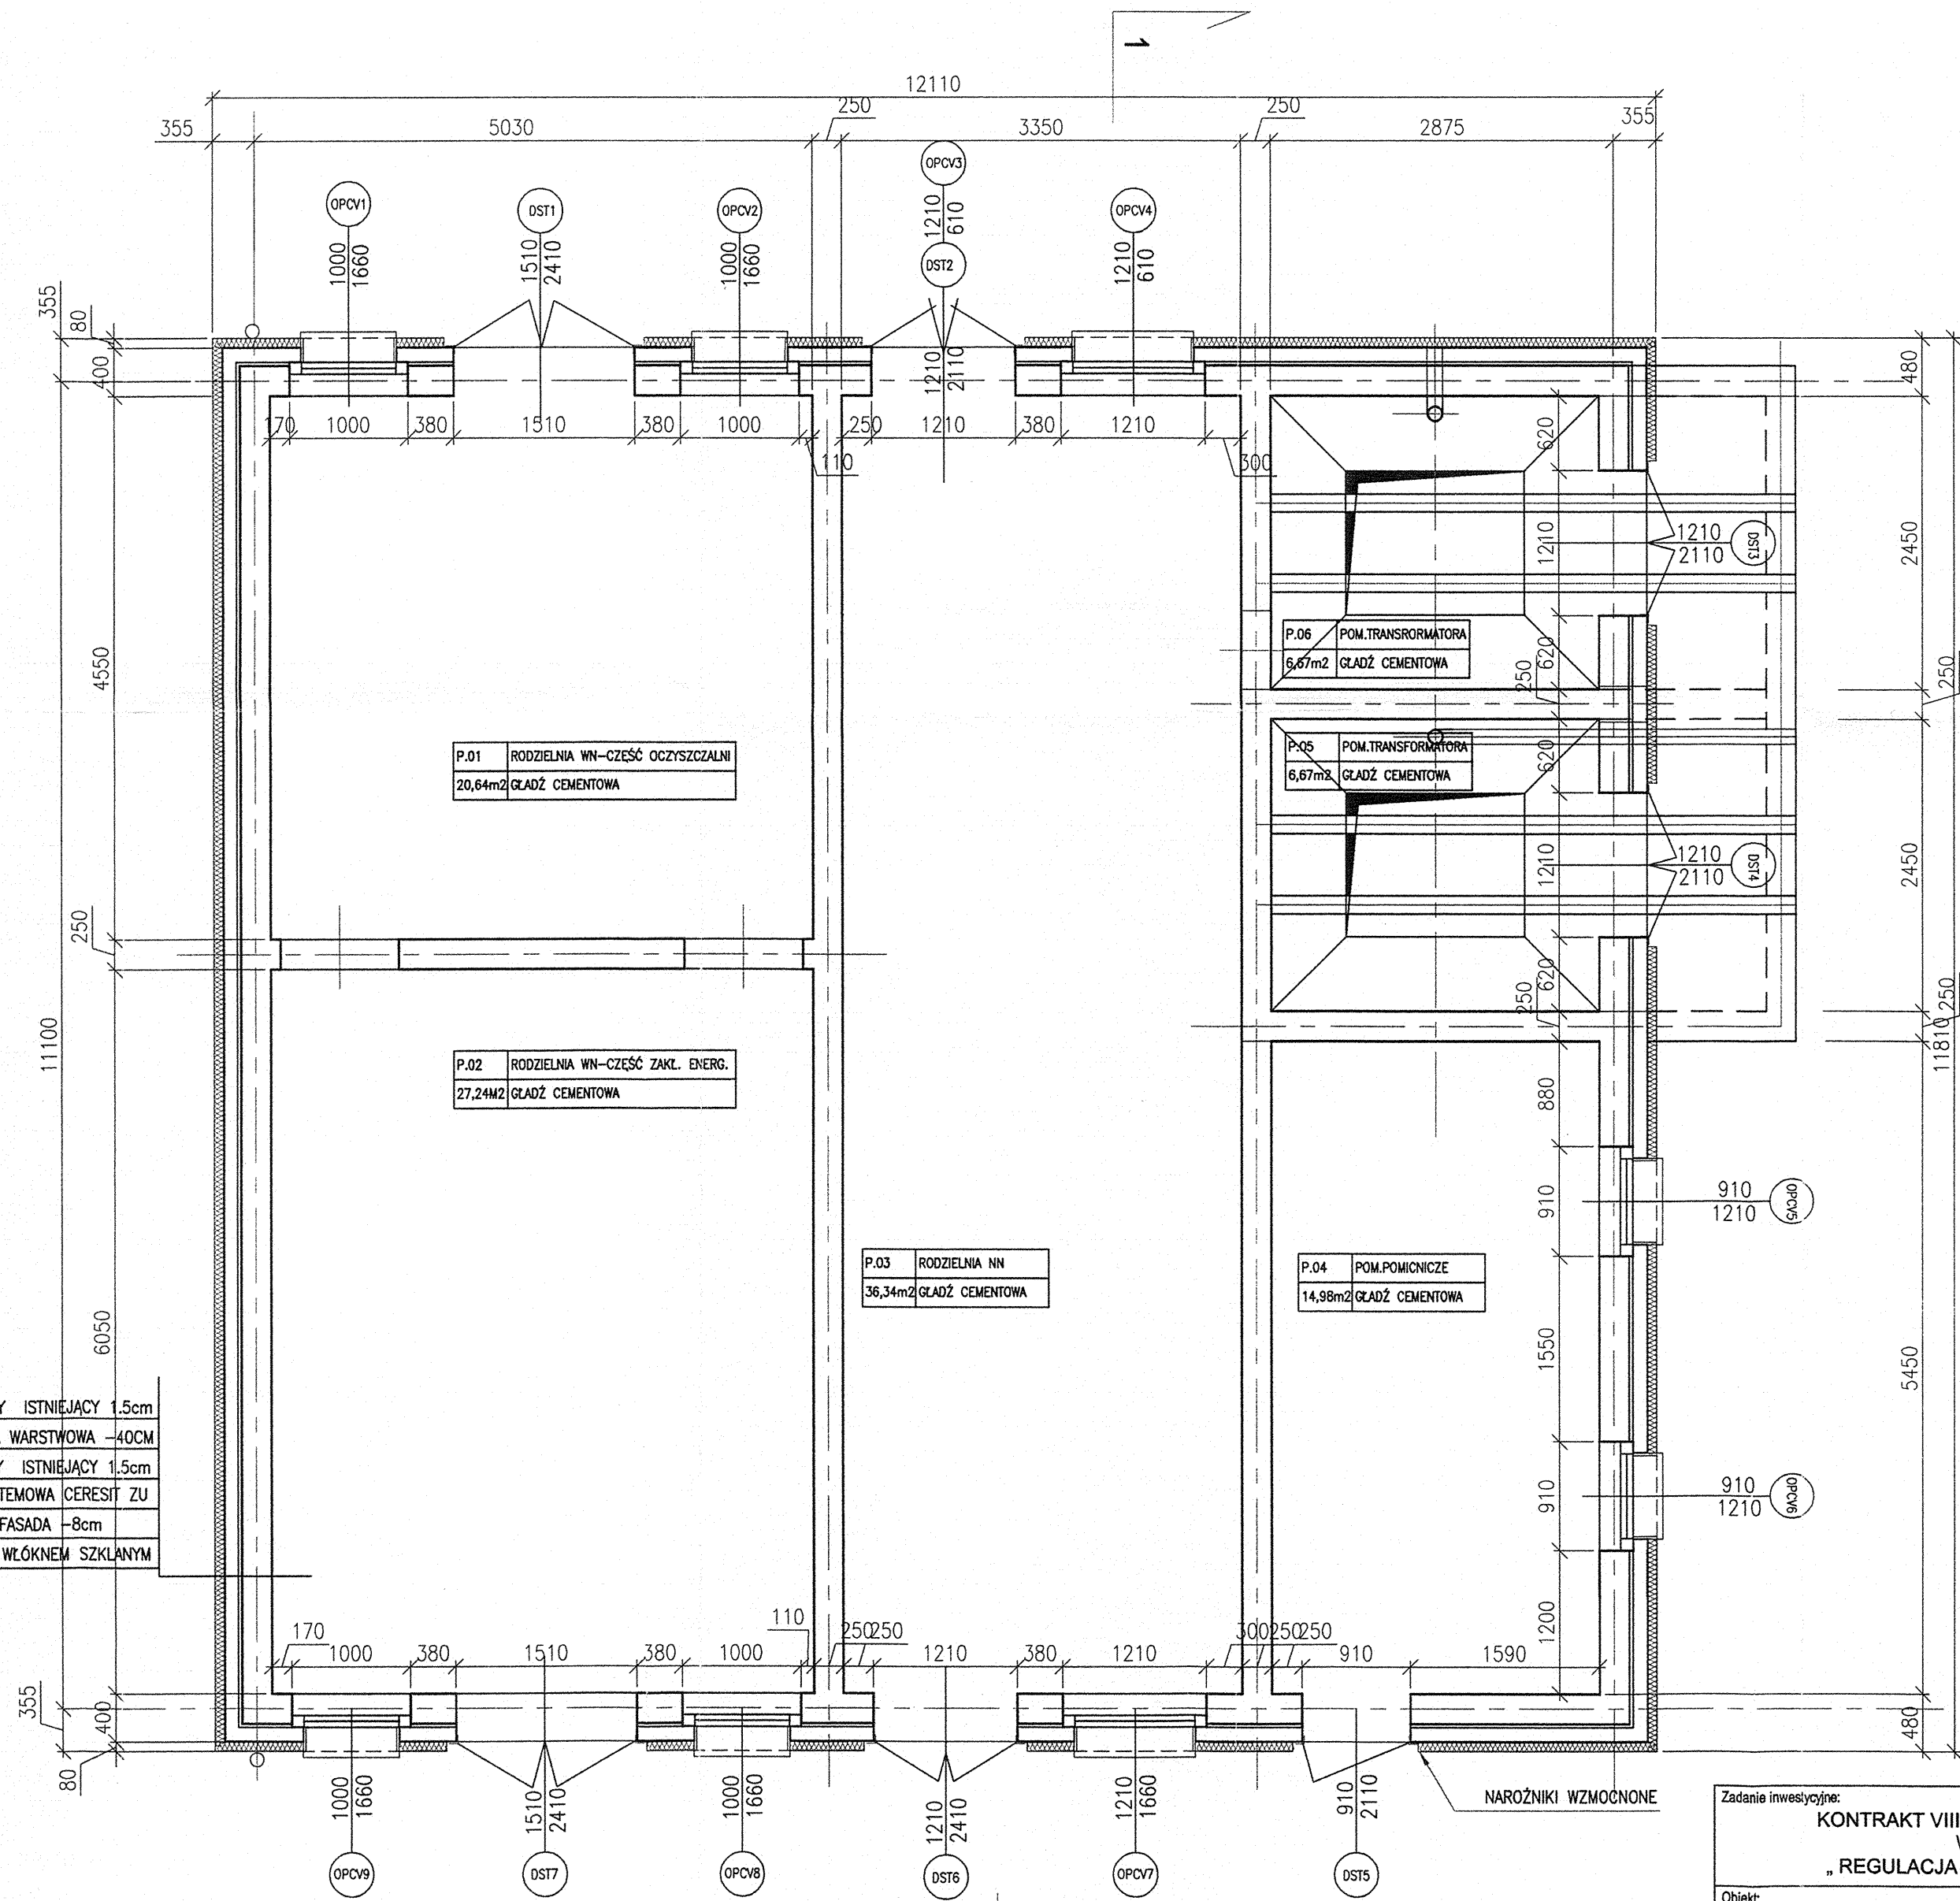 1
12110
250
250
355
5030
3350
2875
355
OPCV1
1000
1660
DST1
1510
2410
OPCV2
1000
1660
OPCV3
1210
610
DST2
1210
2110
OPCV4
1210
610
355
80
400
480
170
1000
380
1510
380
1000
110
250
1210
380
1210
300
620
1210
620
250
1210
2110
DST3
2450
4550
P.06 POM.TRANSRORMATORA
6,67m2 GŁADŹ CEMENTOWA
250
P.05 POM.TRANSFORMATORA
6,67m2 GŁADŹ CEMENTOWA
P.01 RODZIELNIA WN-CZĘŚĆ OCZYSZCZALNI
20,64m2 GŁADŹ CEMENTOWA
620
1210
620
250
1210
2110
DST4
2450
250
250
11100
11810
P.02 RODZIELNIA WN-CZĘŚĆ ZAKŁ. ENERG.
27,24M2 GŁADŹ CEMENTOWA
880
910
910
1210
OPCV5
P.03 RODZIELNIA NN
36,34m2 GŁADŹ CEMENTOWA
P.04 POM.POMICNICZE
14,98m2 GŁADŹ CEMENTOWA
6050
1550
5450
Y ISTNIEJĄCY 1.5cm
WARSTWOWA -40CM
Y ISTNIEJĄCY 1.5cm
TEMOWA CERESIT ZU
FASADA -8cm
WŁÓKNEM SZKLANYM
910
910
1210
OPCV6
1200
170
1000
380
1510
380
1000
110
250
250
1210
380
1210
300
250
250
910
1590
355
400
80
480
1000
1660
OPCV9
1510
2410
DST7
1000
1660
OPCV8
1210
2410
DST6
1210
1660
OPCV7
910
2110
DST5
NAROŻNIKI WZMOCNONE
Zadanie inwestycyjne:
KONTRAKT VIII
„ REGULACJA
Obiekt: